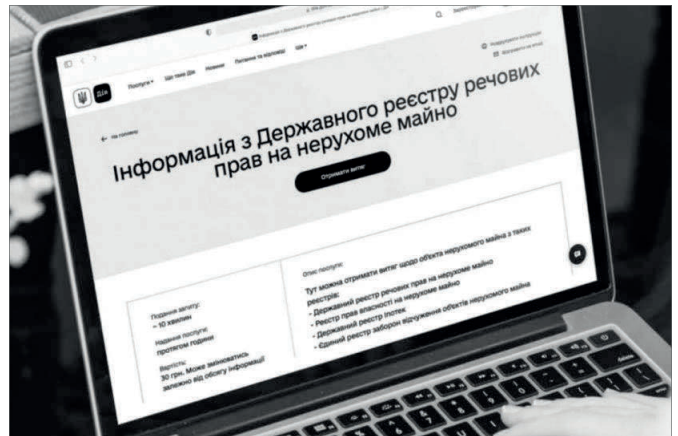 Дія
Послуги
Що таке Дія
Новини
Питання та відповіді
Ще
На головну
Інформація з Державного реєстру речових
прав на нерухоме майно
Отримати витяг
Подання запиту:
~ 10 хвилин
Надання послуги:
протягом години
Вартість:
30 грн. Може змінюватись
залежно від обсягу інформації
Опис послуги:
Тут можна отримати витяг щодо об'єкта нерухомого майна з таких
реєстрів:
- Державний реєстр речових прав на нерухоме майно
- Реєстр прав власності на нерухоме майно
- Державний реєстр Іпотек
- Єдиний реєстр заборон відчуження об'єктів нерухомого майна